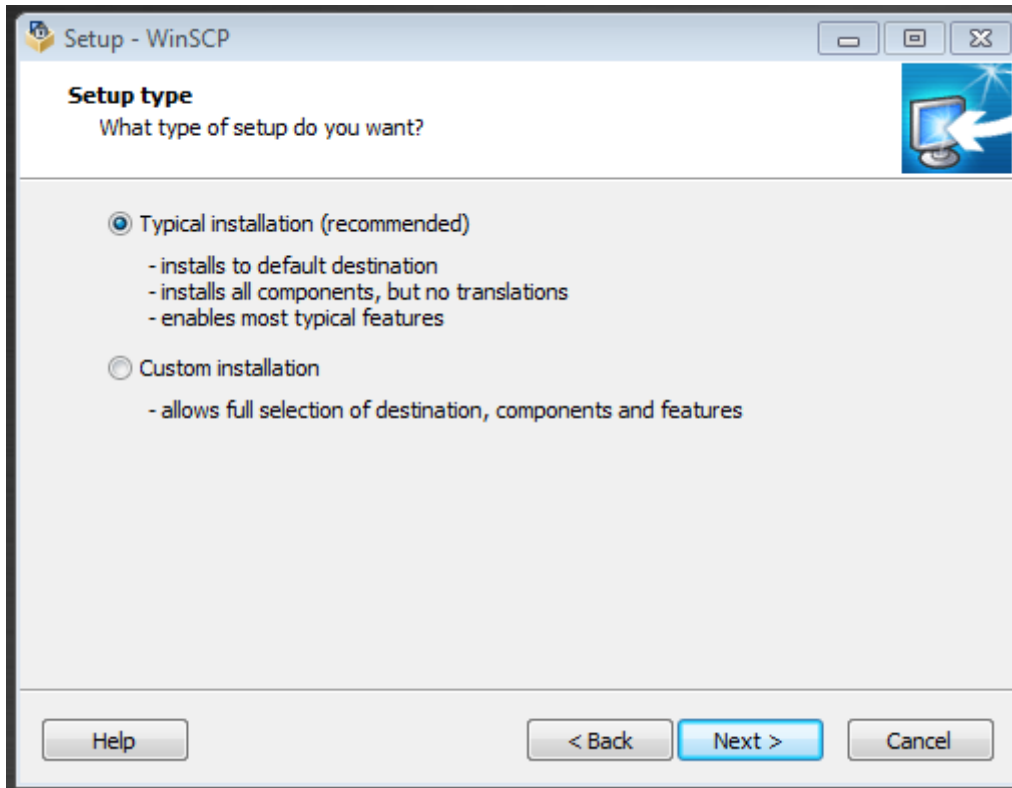 Setup - WinSCP
Setup type
What type of setup do you want?
Typical installation (recommended)
- installs to default destination
- installs all components, but no translations
- enables most typical features
Custom installation
- allows full selection of destination, components and features
Help
< Back
Next >
Cancel